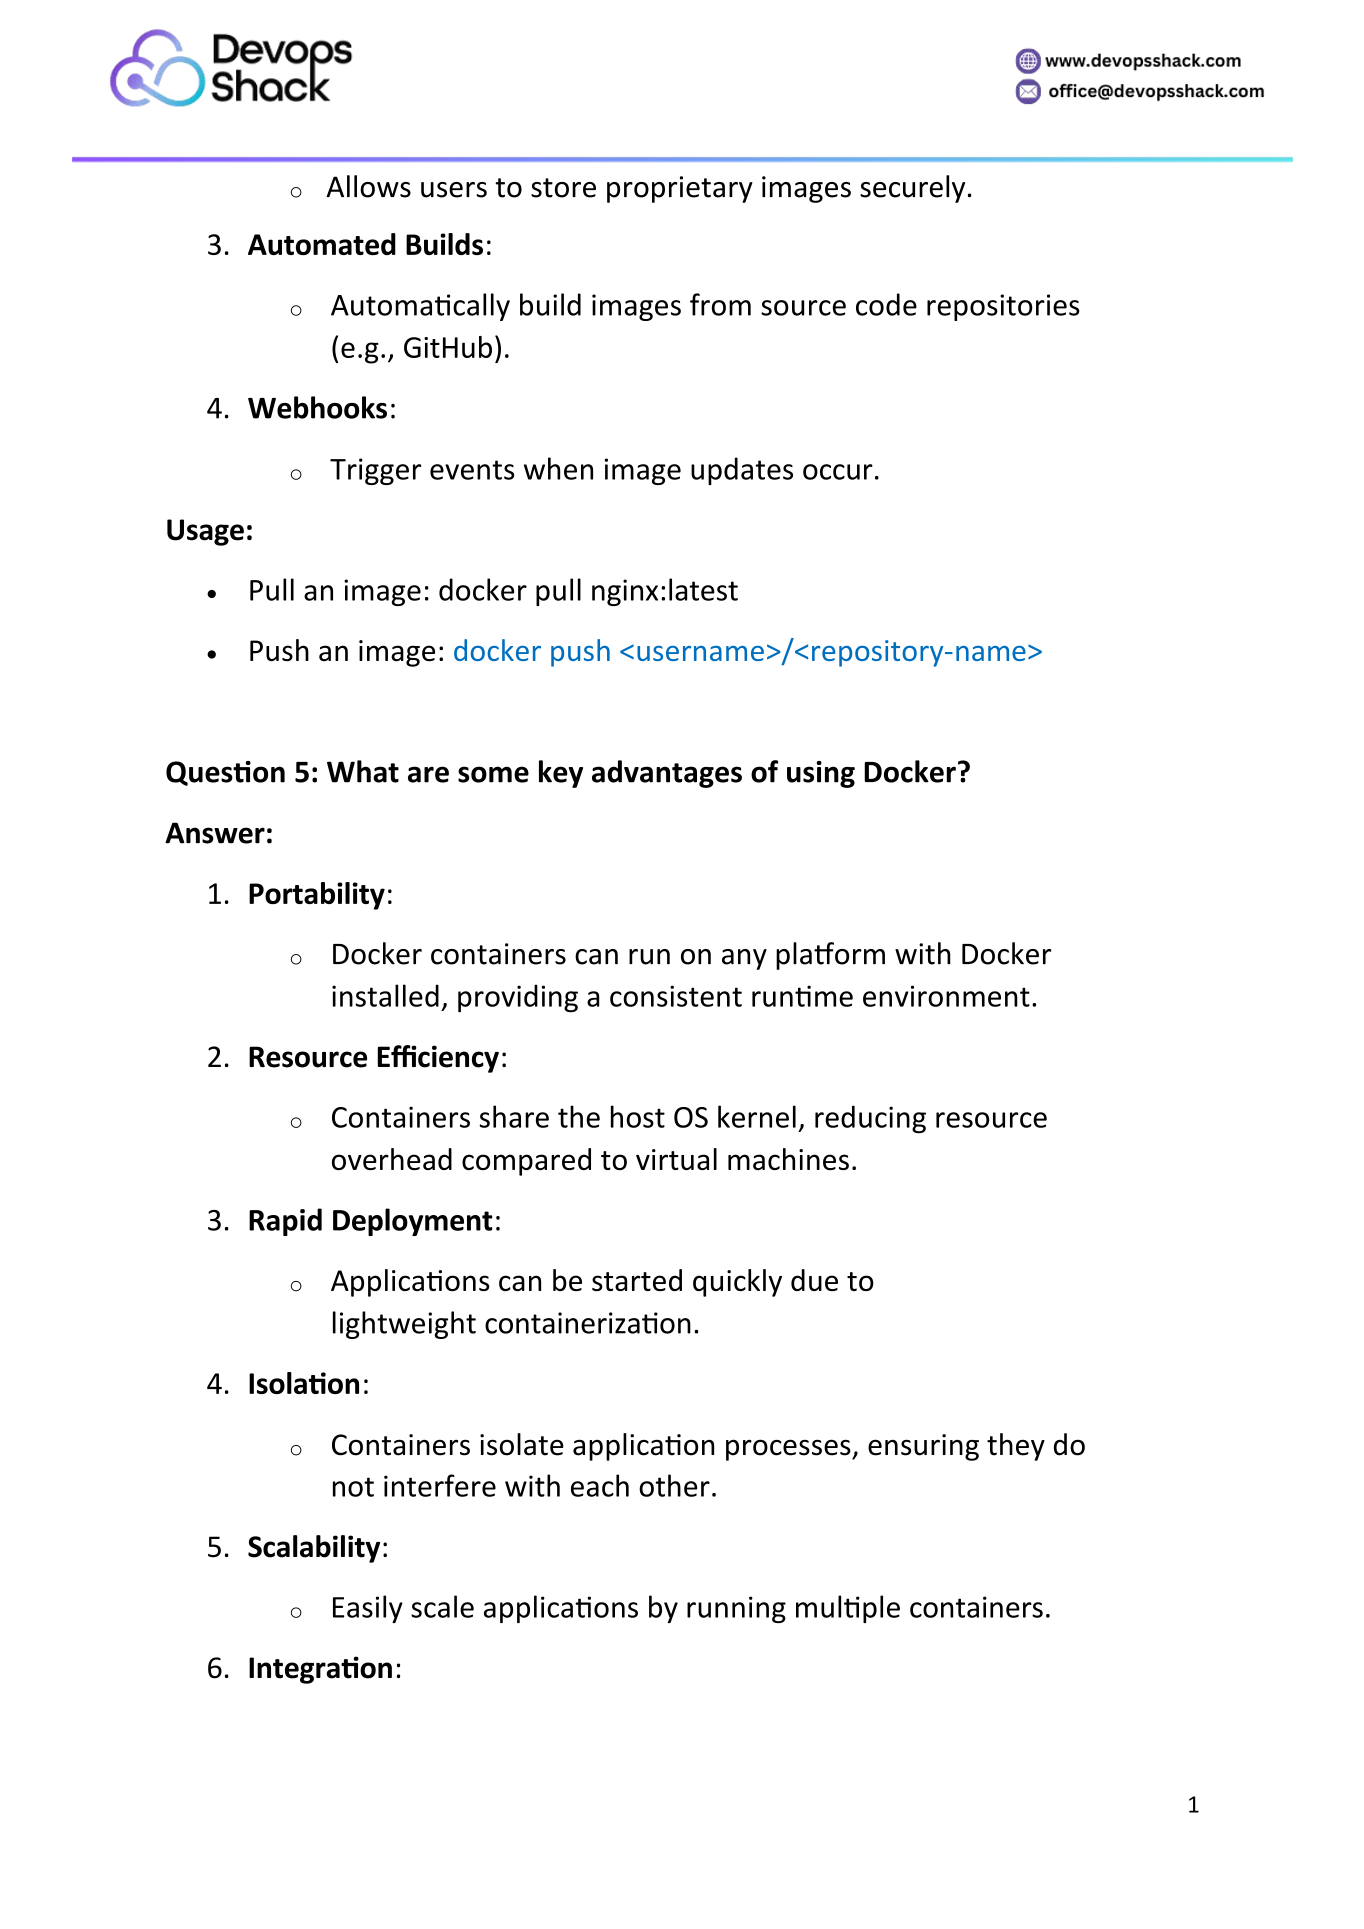 Devops
Shack
www.devopsshack.com
office@devopsshack.com
o Allows users to store proprietary images securely.
3. Automated Builds:
o Automatically build images from source code repositories
(e.g., GitHub).
4. Webhooks:
o Trigger events when image updates occur.
Usage:
• Pull an image: docker pull nginx:latest
• Push an image: docker push <username>/<repository-name>
Question 5: What are some key advantages of using Docker?
Answer:
1. Portability:
o Docker containers can run on any platform with Docker
installed, providing a consistent runtime environment.
2. Resource Efficiency:
o Containers share the host OS kernel, reducing resource
overhead compared to virtual machines.
3. Rapid Deployment:
o Applications can be started quickly due to
lightweight containerization.
4. Isolation:
o Containers isolate application processes, ensuring they do
not interfere with each other.
5. Scalability:
o Easily scale applications by running multiple containers.
6. Integration:
1